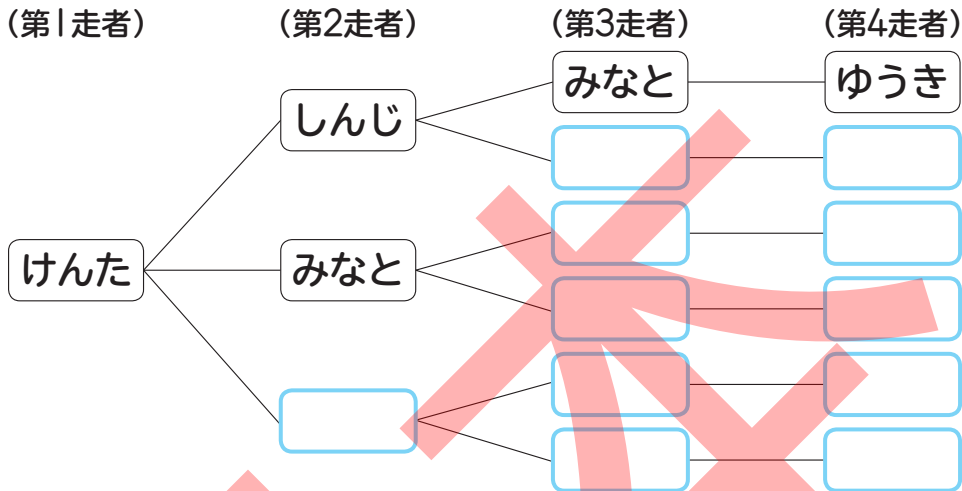 (第1走者) (第2走者) (第3走者) (第4走者)
みなと ゆうき
しんじ
けんた みなと